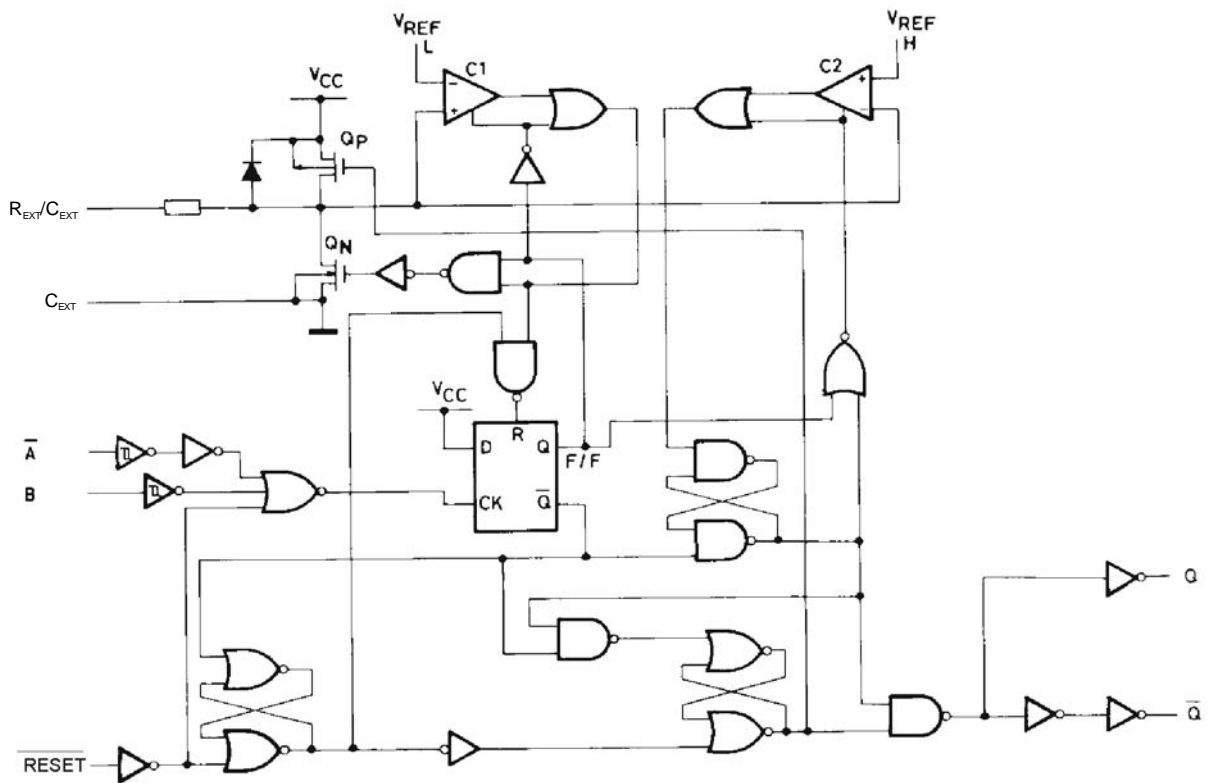 VREF L
VREF H
C1
C2
VCC
QP
REXT/CEXT
QN
CEXT
VCC
R
D
Q
F/F
A
B
CK
Q
Q
Q
RESET